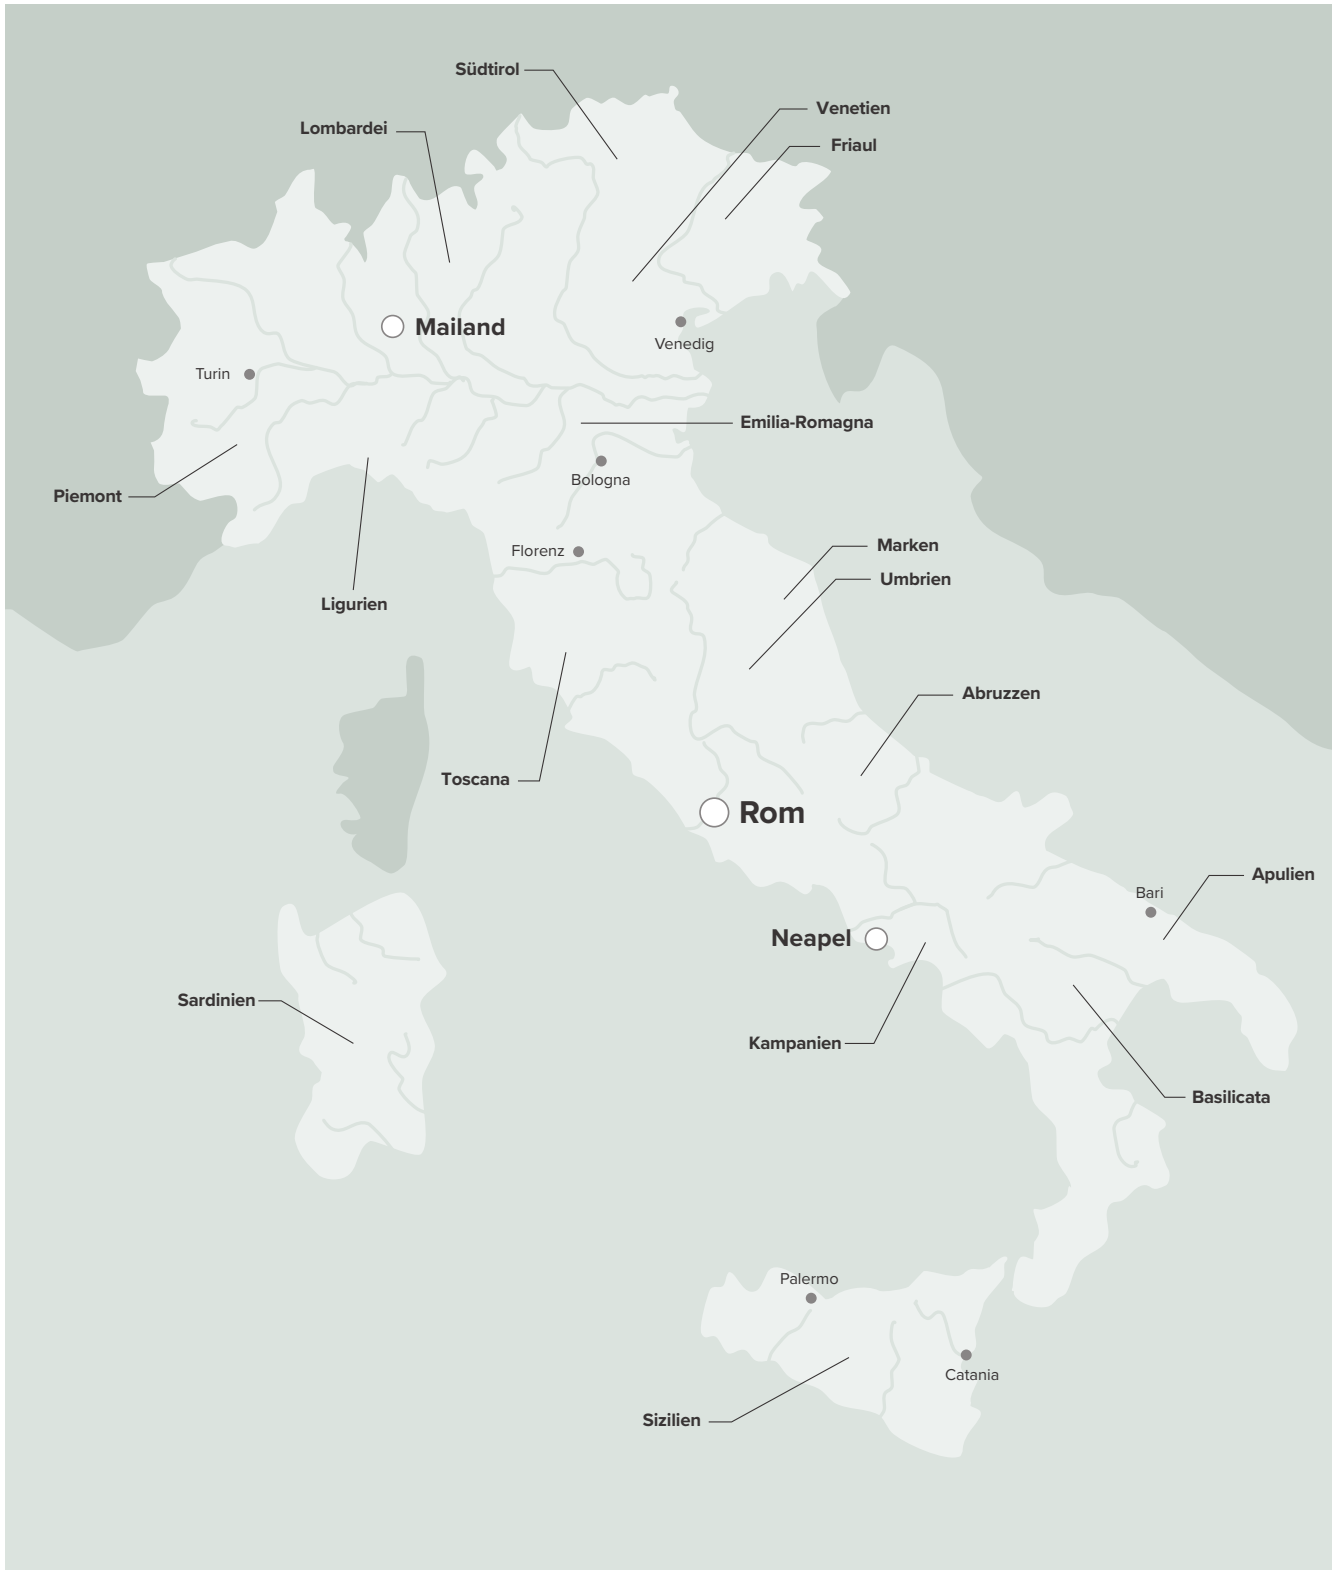 Südtirol
Venetien
Lombardei
Friaul
Mailand
Venedig
Turin
Emilia-Romagna
Bologna
Piemont
Marken
Florenz
Umbrien
Ligurien
Abruzzen
Toscana
Rom
Apulien
Bari
Neapel
Sardinien
Kampanien
Basilicata
Palermo
Catania
Sizilien